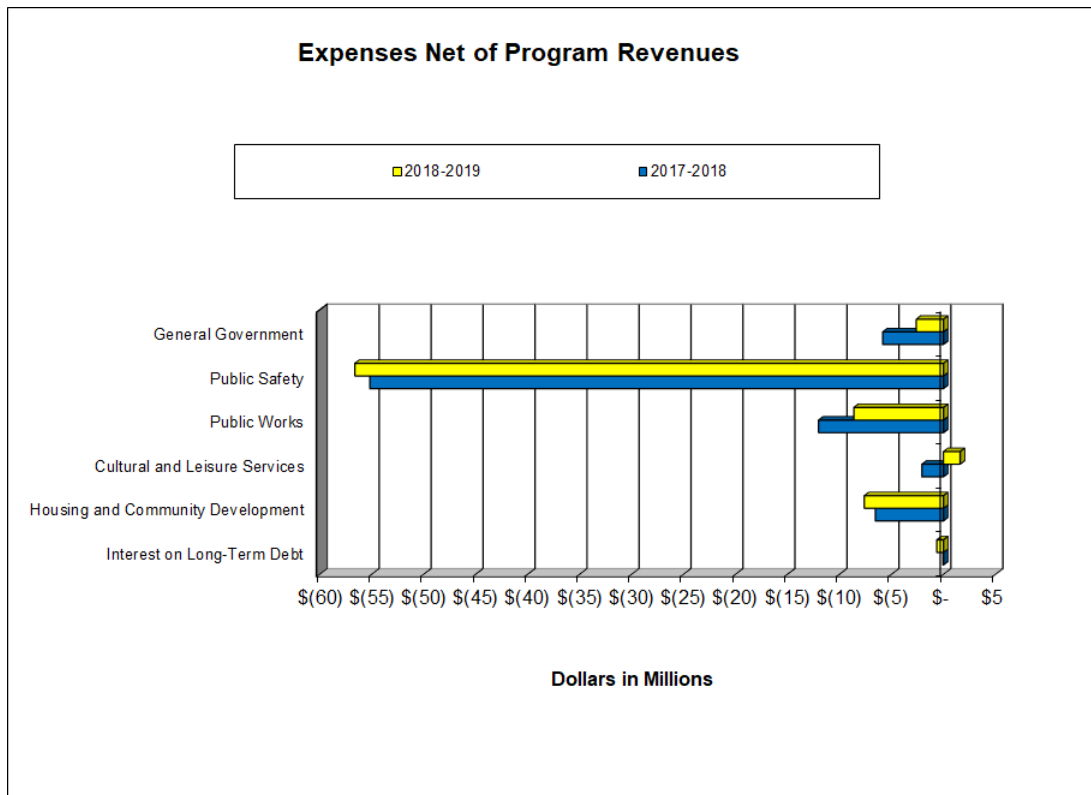 Expenses Net of Program Revenues
2018-2019 2017-2018
General Government
Public Safety
Public Works
Cultural and Leisure Services
Housing and Community Development
Interest on Long-Term Debt
$(60) $(55) $(50) $(45) $(40) $(35) $(30) $(25) $(20) $(15) $(10) $(5) $- $5
Dollars in Millions